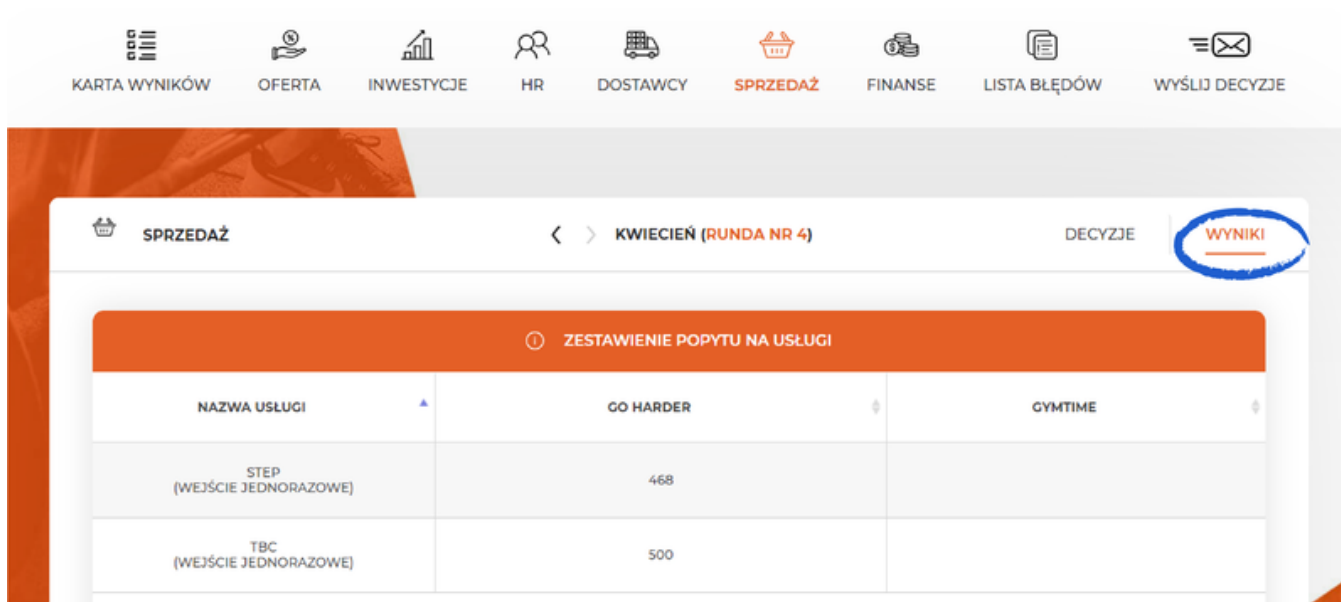 KARTA WYNIKÓW
OFERTA
INWESTYCJE
HR
DOSTAWCY
SPRZEDAŻ
FINANSE
LISTA BŁĘDÓW
WYŚLIJ DECYZJE
SPRZEDAŻ
KWIECIEŃ (RUNDA NR 4)
DECYZJE
WYNIKI
ZESTAWIENIE POPYTU NA USŁUGI
NAZWA USŁUGI
GO HARDER
GYMTIME
STEP
(WEJŚCIE JEDNORAZOWE)
468
TBC
(WEJŚCIE JEDNORAZOWE)
500